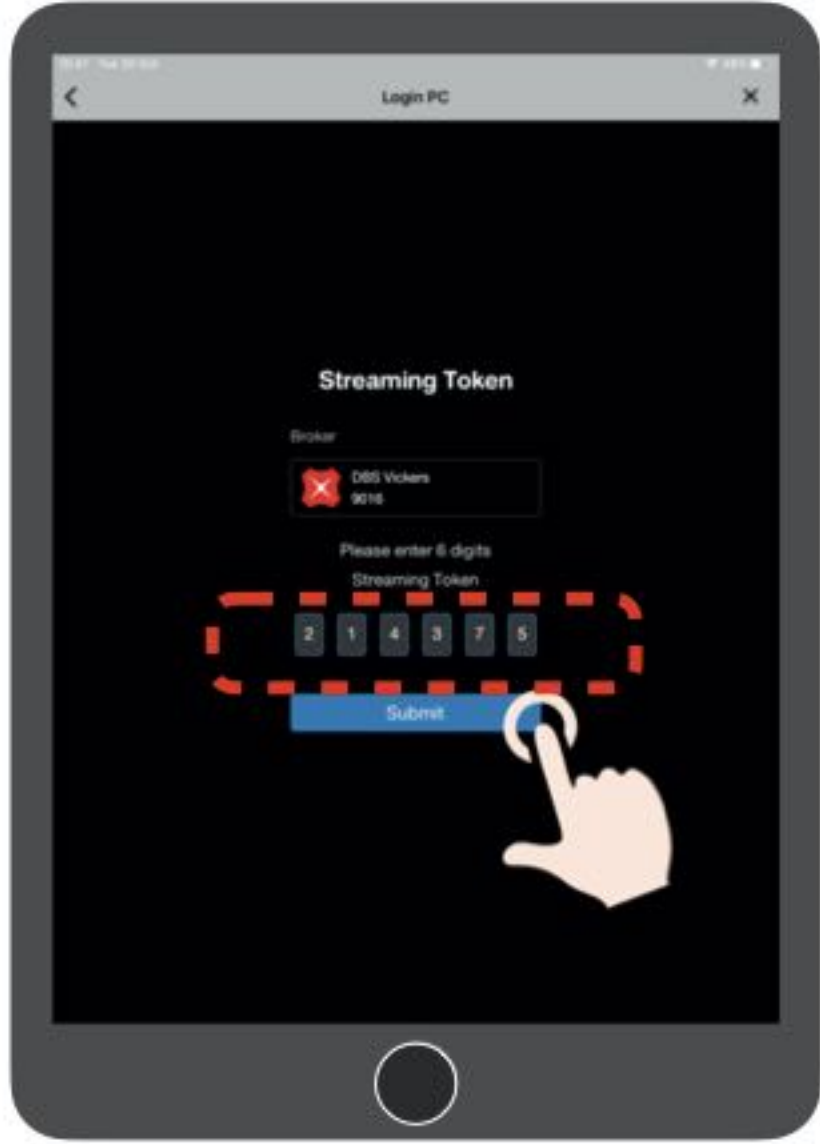 Login PC
Streaming Token
Broker
DBS Vickers
9016
Please enter 6 digits
Streaming Token
2 1 4 3 7 5
Submit